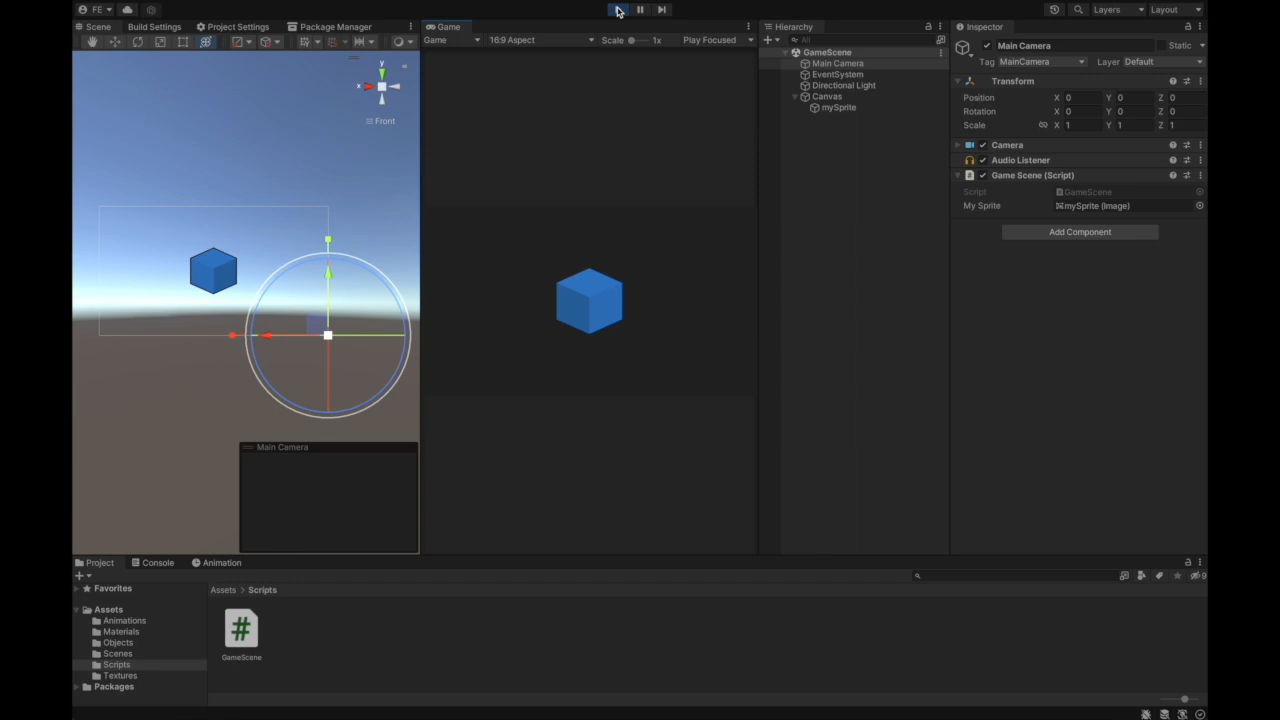 FE
Layers
Layout
Scene
Build Settings
Project Settings
Package Manager
Game
Hierarchy
Inspector
Game
16:9 Aspect
Scale
1x
Play Focused
All
y
x
Front
GameScene
Main Camera
EventSystem
Directional Light
Canvas
mySprite
Main Camera
Static
Tag
MainCamera
Layer
Default
Transform
Position X 0 Y 0 Z 0
Rotation X 0 Y 0 Z 0
Scale X 1 Y 1 Z 1
Camera
Audio Listener
# Game Scene (Script)
Script
GameScene
My Sprite
mySprite (Image)
Add Component
Main Camera
Project
Console
Animation
9
Favorites
Assets
Animations
Materials
Objects
Scenes
Scripts
Textures
Packages
Assets > Scripts
#
GameScene